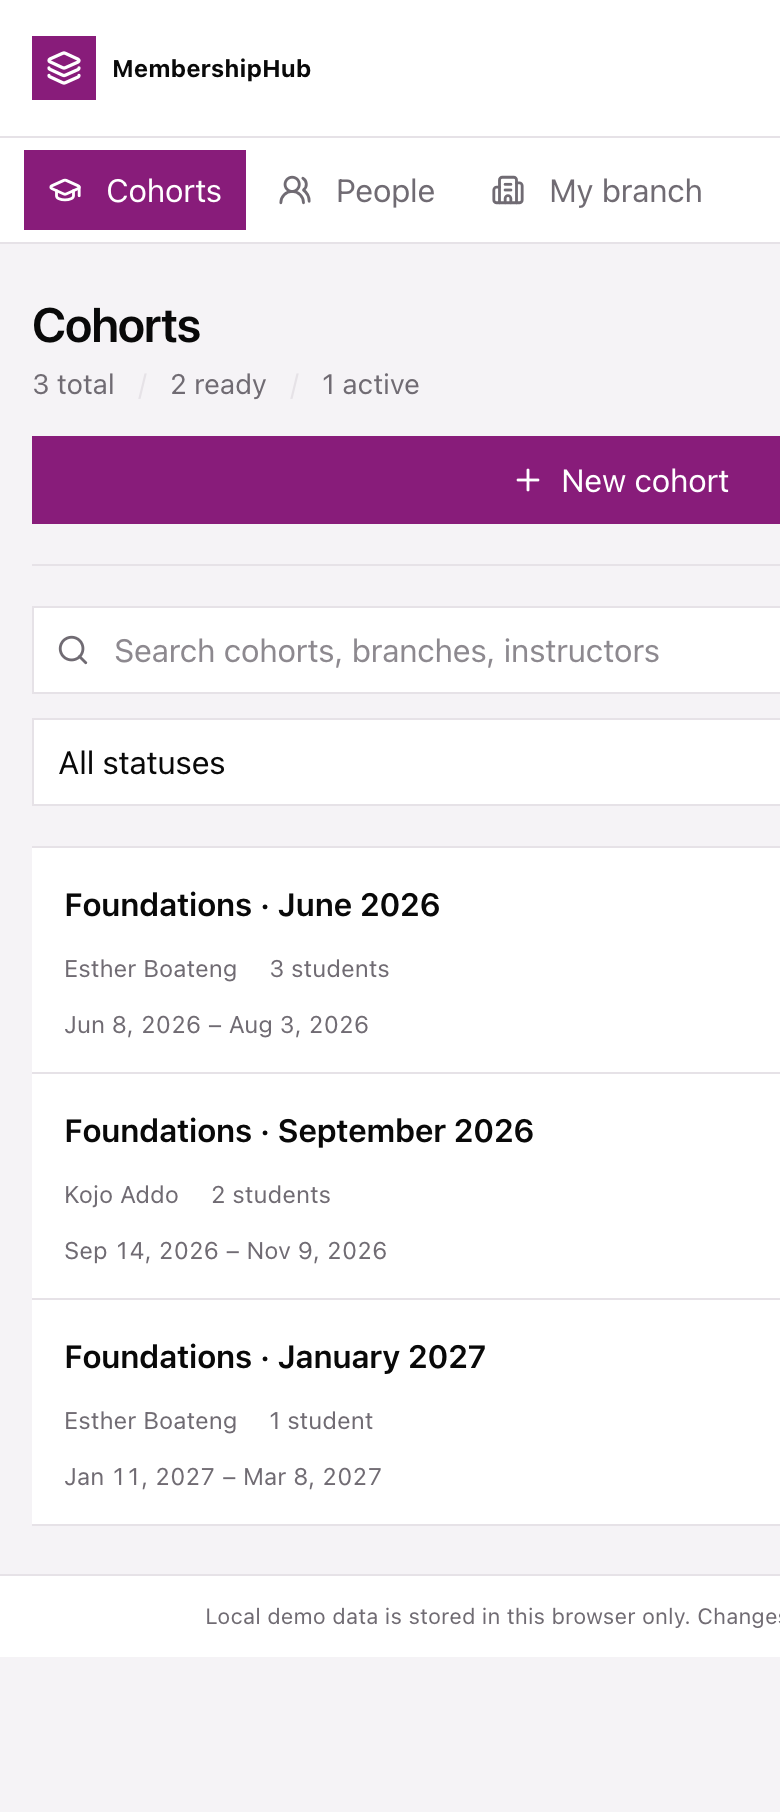 MembershipHub
Cohorts People My branch
Cohorts
3 total / 2 ready / 1 active
+ New cohort
Search cohorts, branches, instructors
All statuses
Foundations · June 2026
Esther Boateng 3 students
Jun 8, 2026 – Aug 3, 2026
Foundations · September 2026
Kojo Addo 2 students
Sep 14, 2026 – Nov 9, 2026
Foundations · January 2027
Esther Boateng 1 student
Jan 11, 2027 – Mar 8, 2027
Local demo data is stored in this browser only. Changes